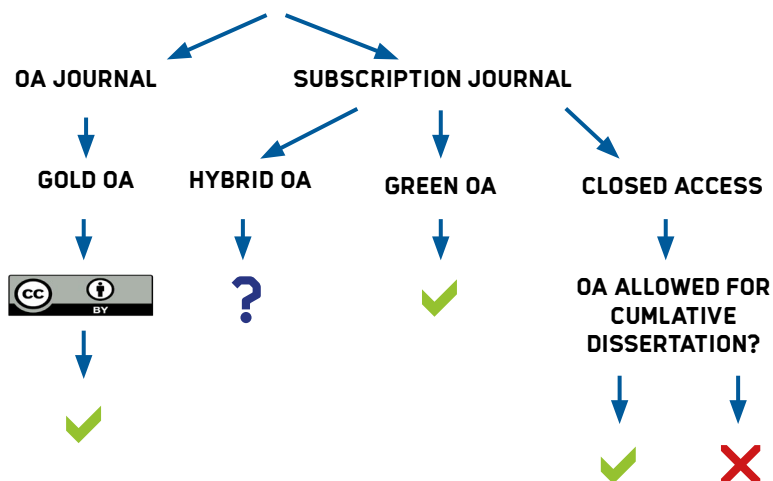 OA JOURNAL
SUBSCRIPTION JOURNAL
GOLD OA
HYBRID OA
GREEN OA
CLOSED ACCESS
cc
BY
?
OA ALLOWED FOR
CUMLATIVE
DISSERTATION?